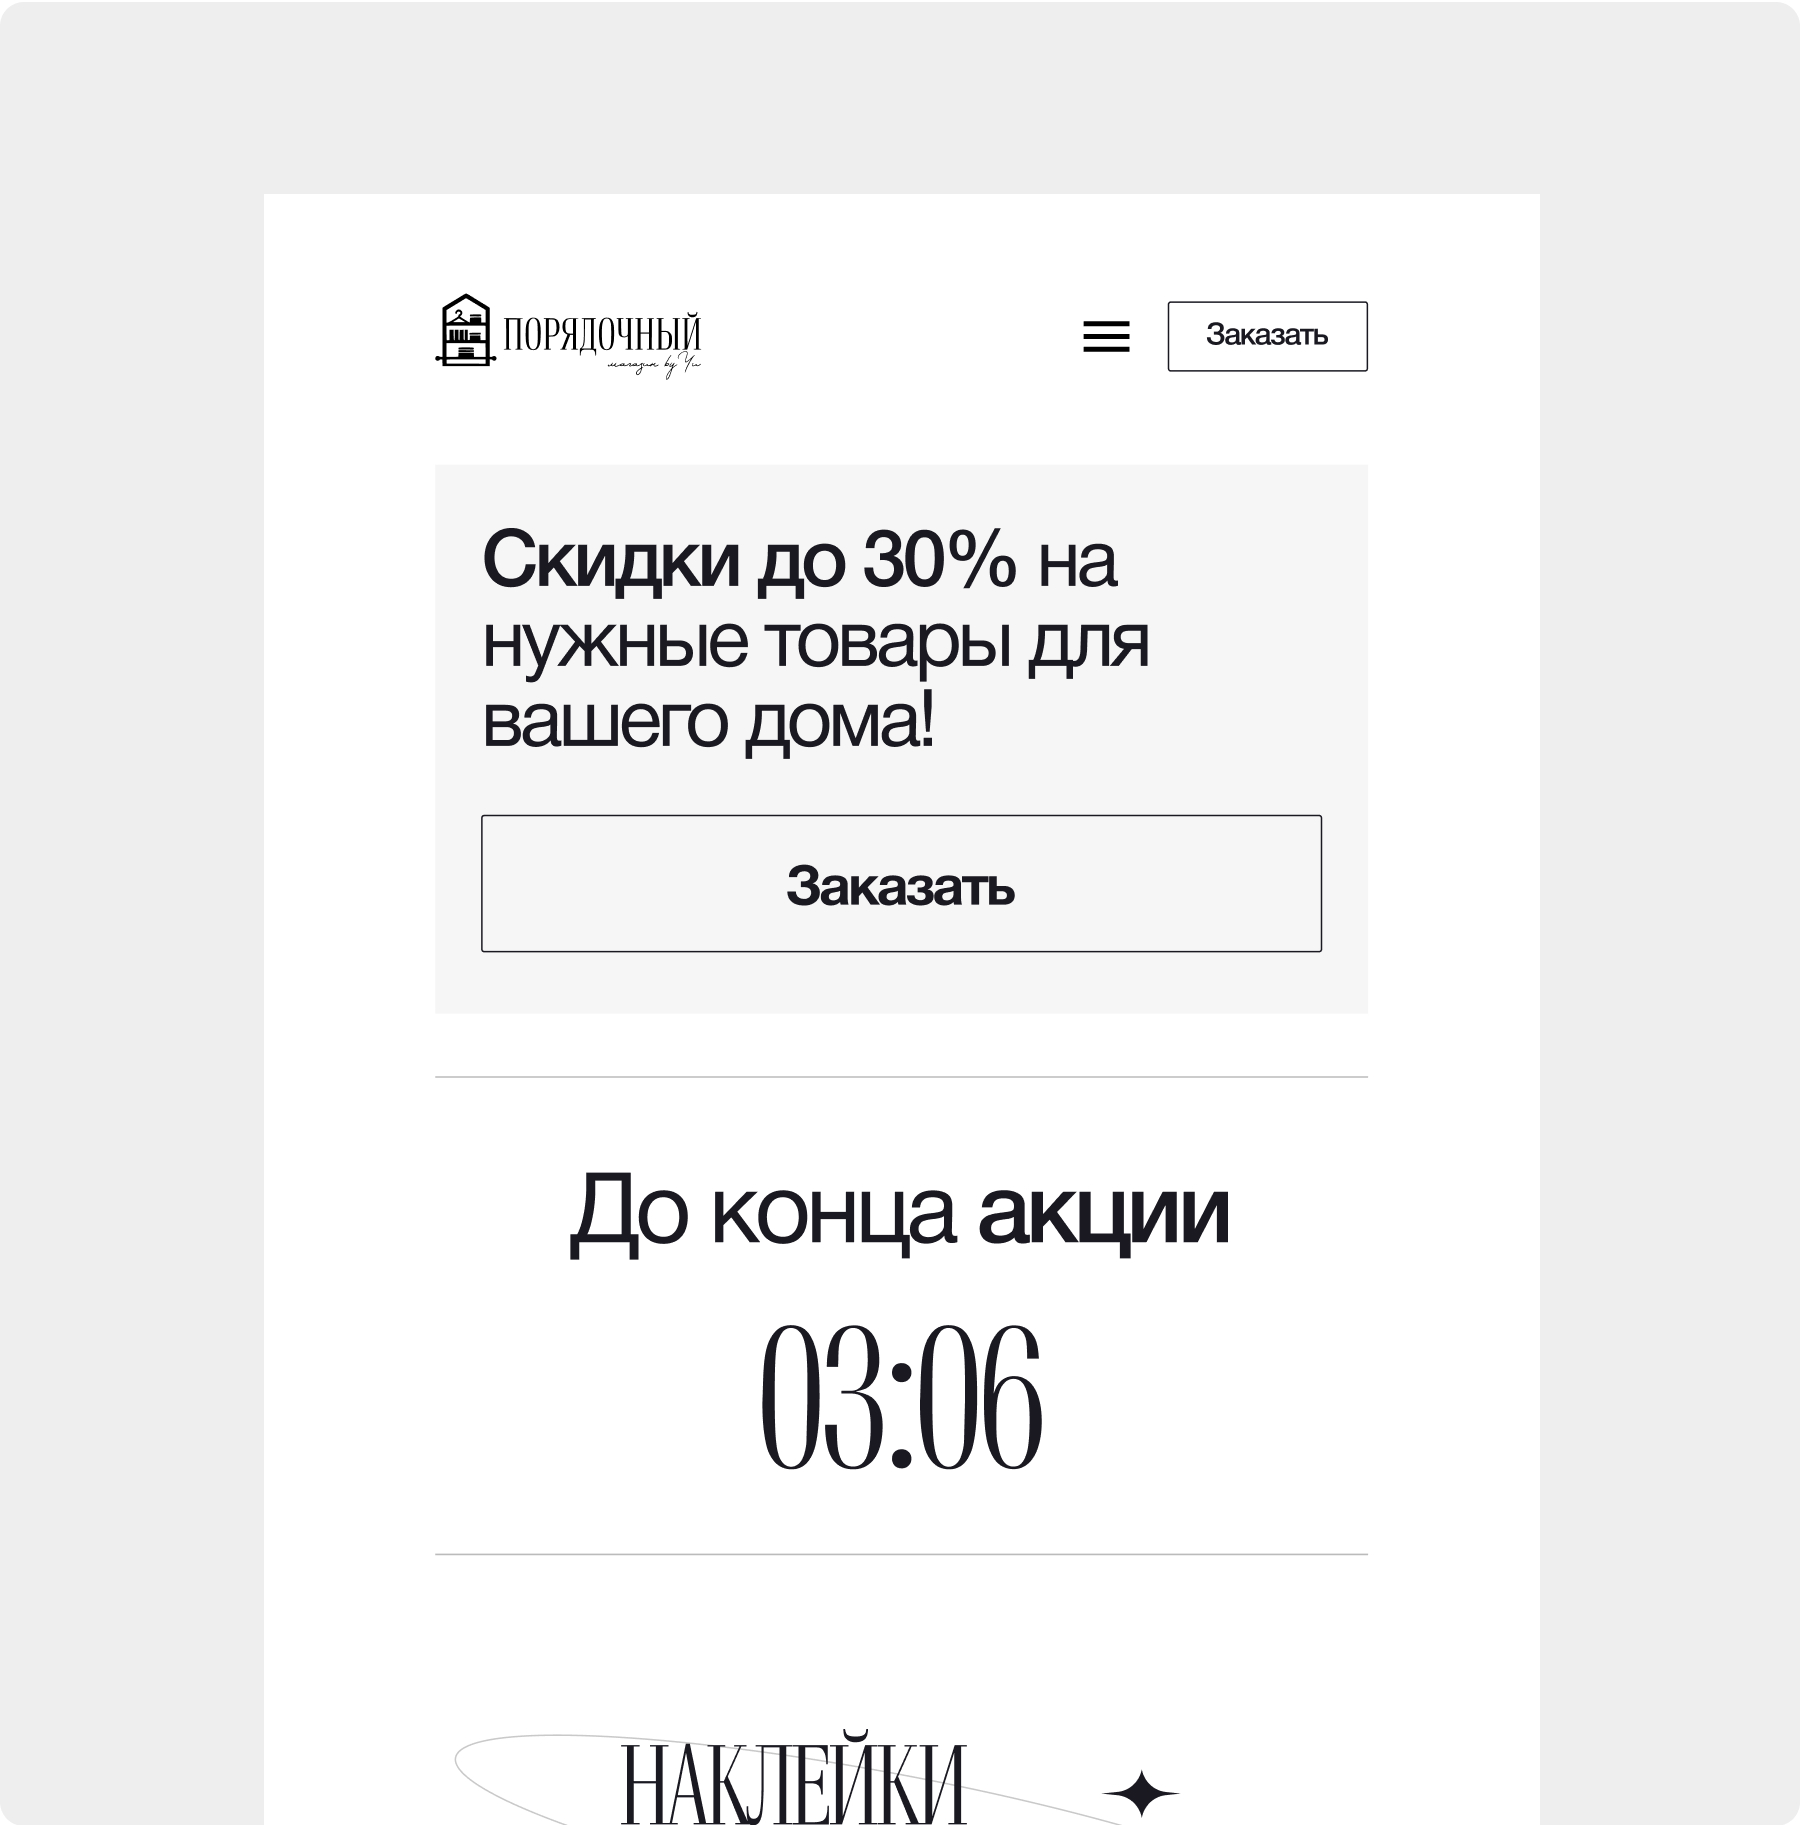 ПОРЯДОЧНЫЙ
магазин by Yu
Заказать
Скидки до 30% на
нужные товары для
вашего дома!
Заказать
До конца акции
03:06
НАКЛЕЙКИ